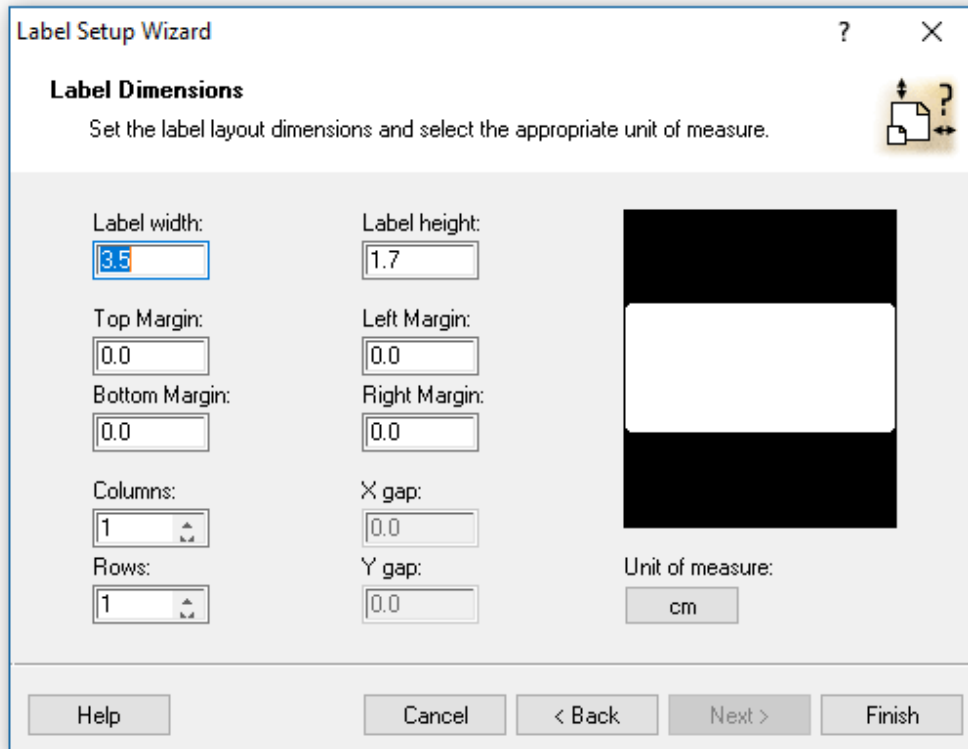 Label Setup Wizard ?
Label Dimensions
Set the label layout dimensions and select the appropriate unit of measure.
?
Label width: Label height:
3.5 1.7
Top Margin: Left Margin:
0.0 0.0
Bottom Margin: Right Margin:
0.0 0.0
Columns: X gap:
1 0.0
Rows: Y gap: Unit of measure:
1 0.0 cm
Help Cancel < Back Next > Finish